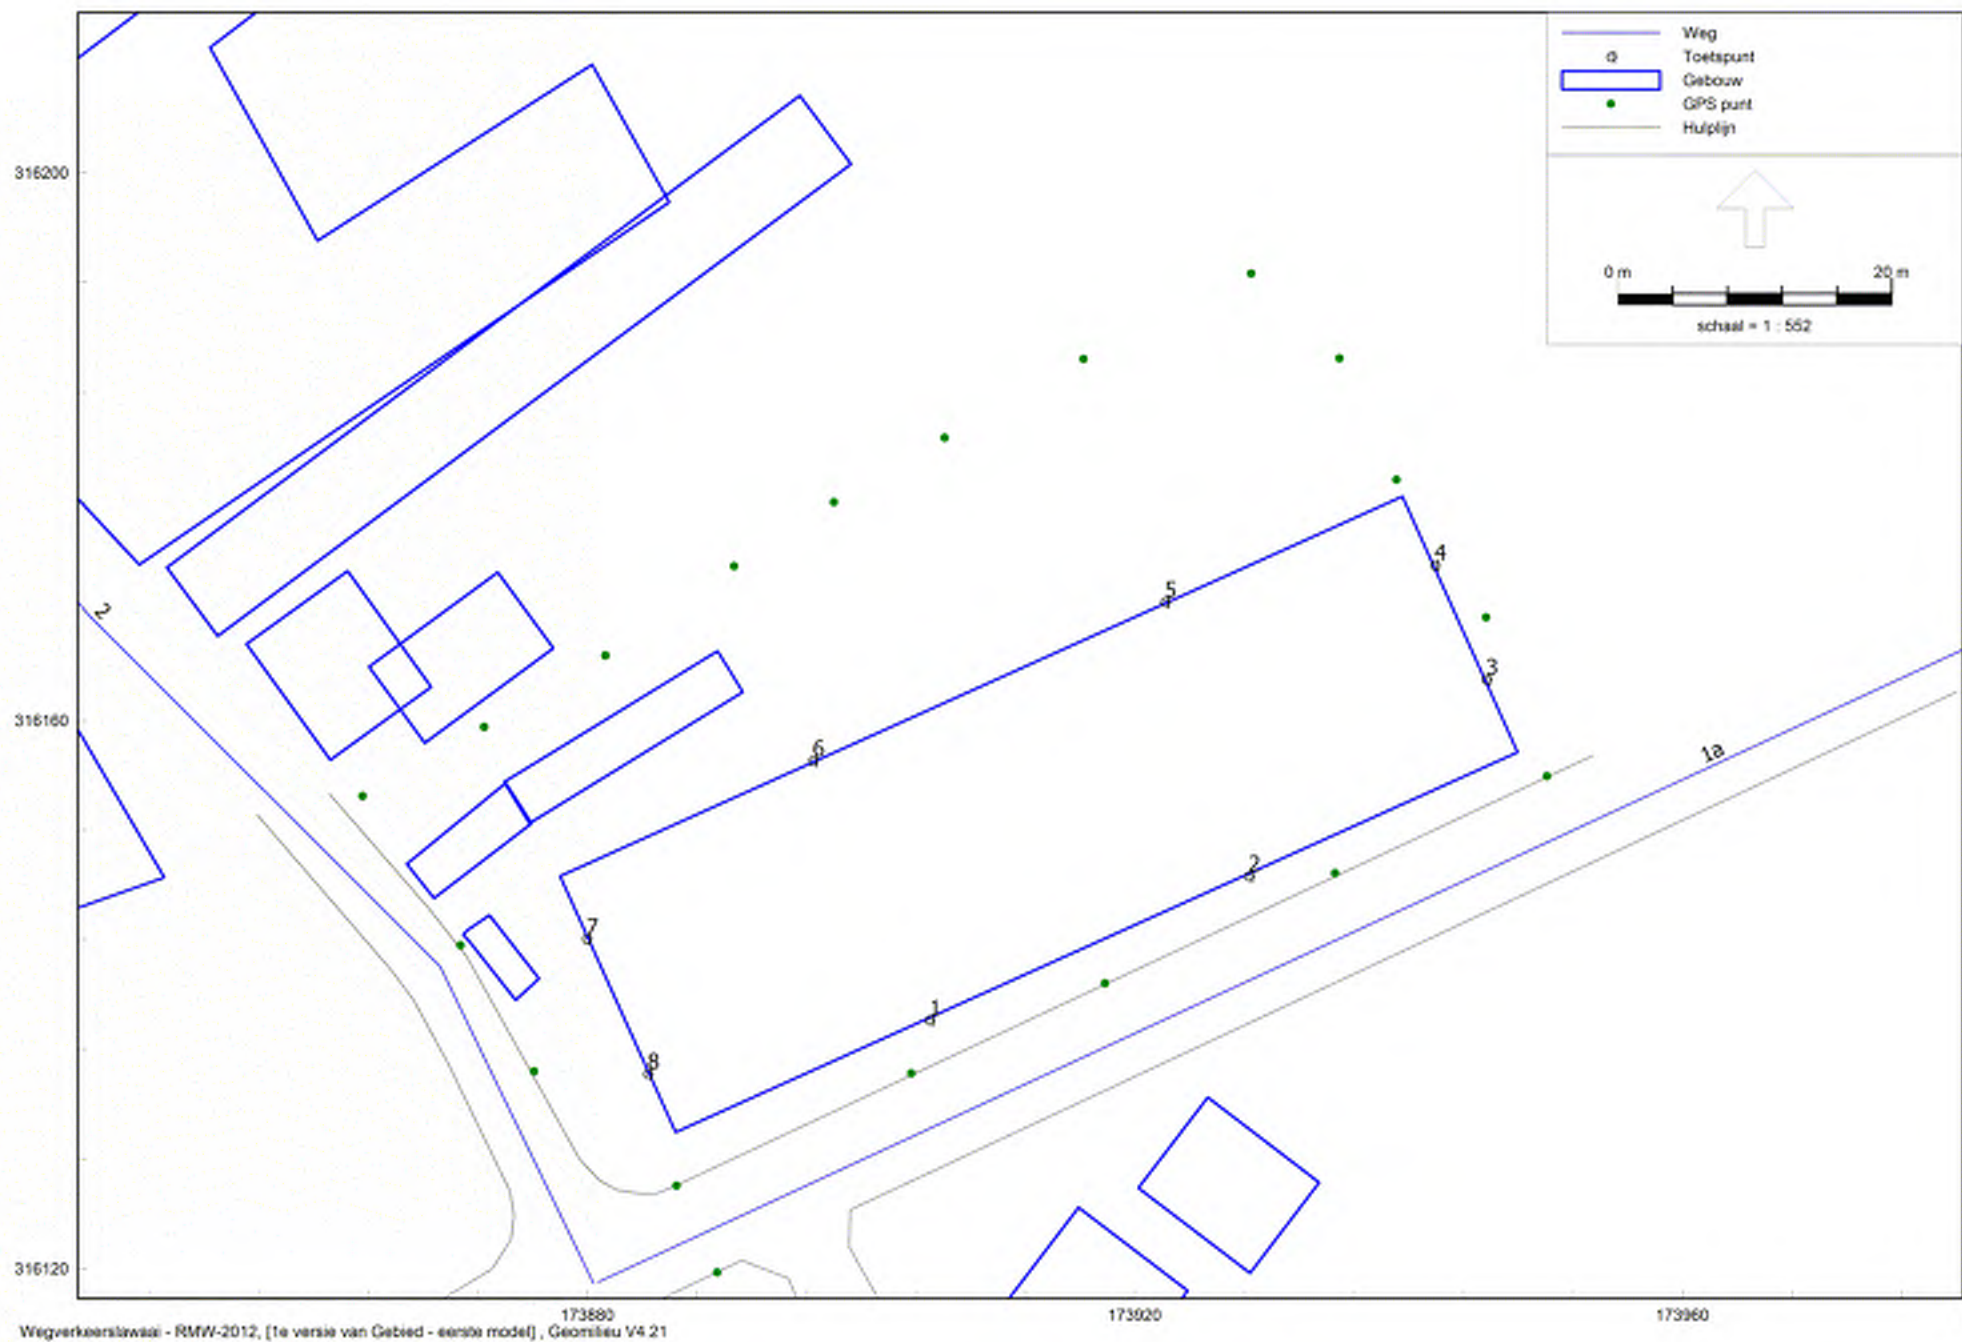 Weg
Toetspunt
Gebouw
GPS punt
Hulplijn
316200
0 m 20 m
schaal = 1 : 552
4
5
2
3
316160
6
1a
2
7
1
8
316120
173880 173920 173960
Wegverkeerslawaai - RMW-2012, [1e versie van Gebied - eerste model] , Geomilieu V4.21